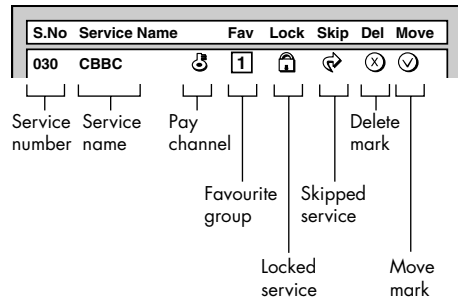 S.No Service Name Fav Lock Skip Del Move
030 CBBC 1 X
Service number
Service name
Pay channel
Delete mark
Favourite group
Skipped service
Locked service
Move mark